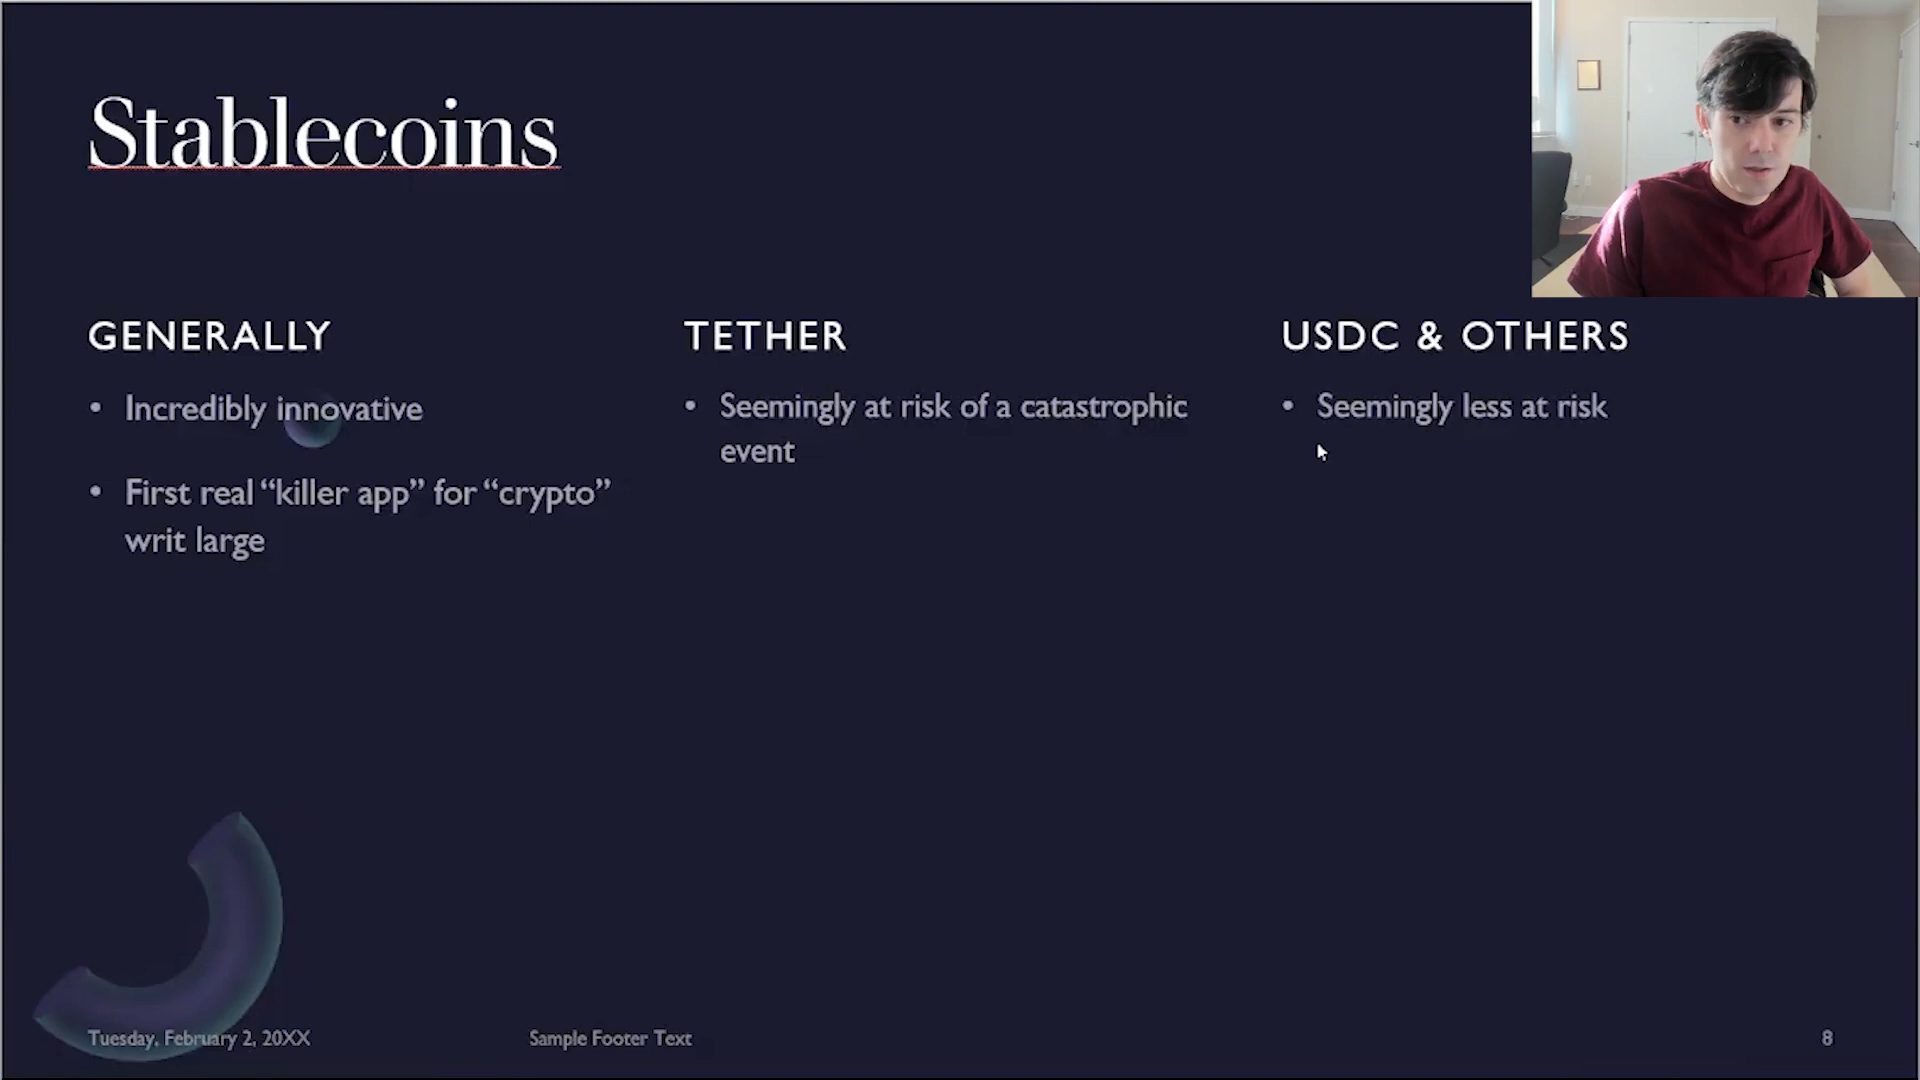 Stablecoins
GENERALLY
• Incredibly innovative
• First real “killer app” for “crypto”
writ large
TETHER
• Seemingly at risk of a catastrophic
event
USDC & OTHERS
• Seemingly less at risk
Tuesday, February 2, 20XX
Sample Footer Text
8